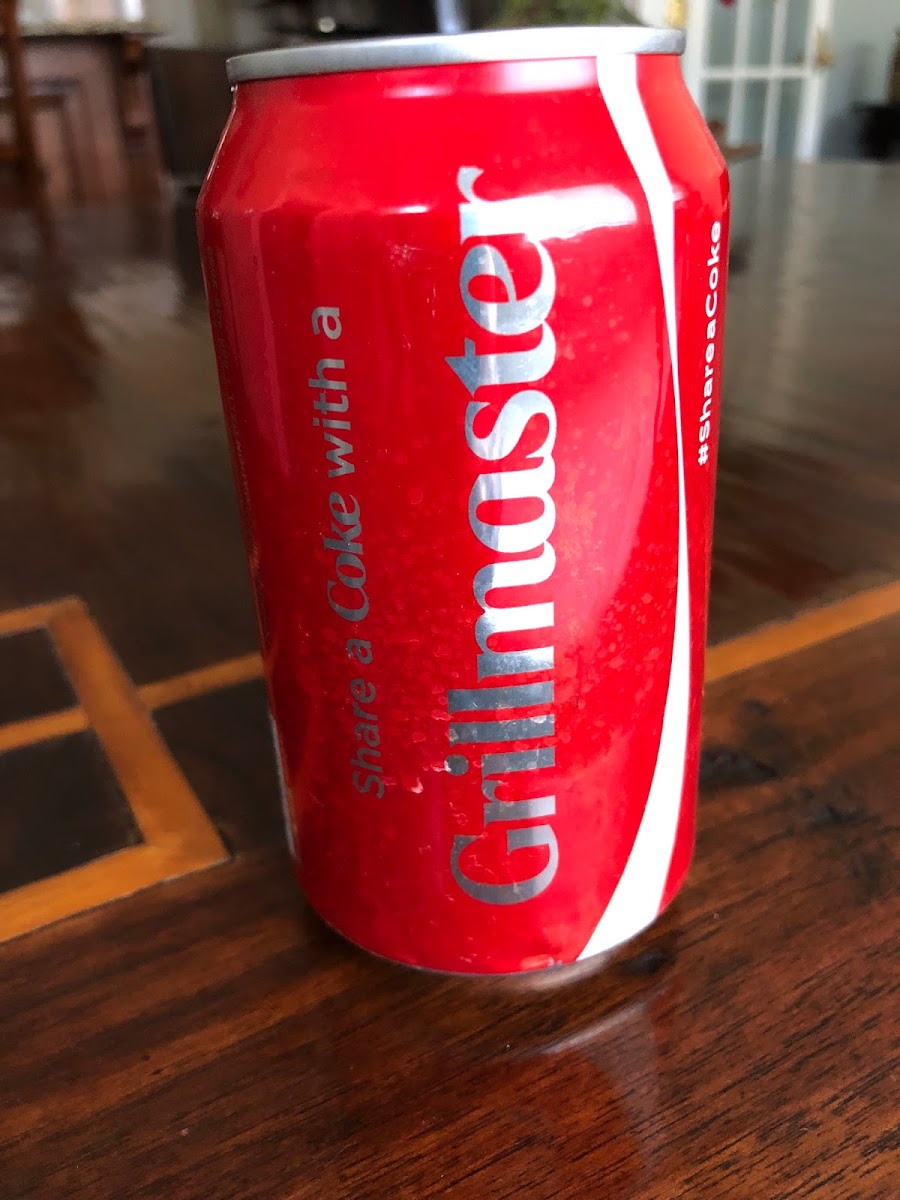 Share a Coke with a
Grillmaster
#ShareaCoke